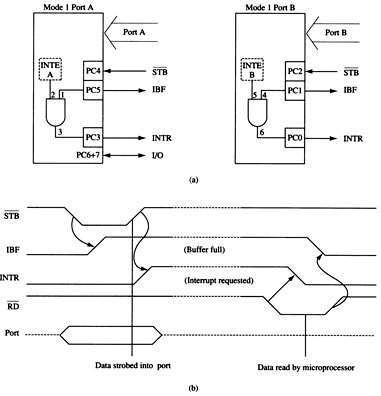 Mode 1 Port A
Port A
INTE
A
PC4
STB
PC5
IBF
2 1
3
PC3
INTR
PC6+7
I/O
Mode 1 Port B
Port B
INTE
B
PC2
STB
PC1
IBF
5 4
6
PC0
INTR
(a)
STB
IBF
(Buffer full)
INTR
(Interrupt requested)
RD
Port
Data strobed into port
Data read by microprocessor
(b)